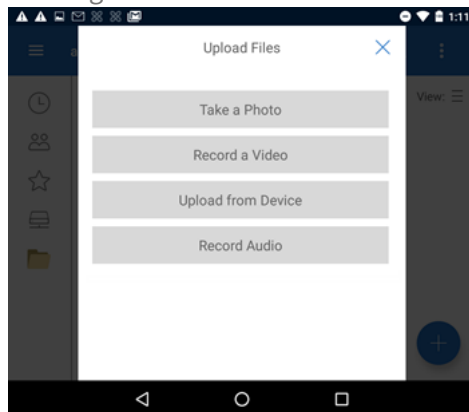 1:11
Upload Files
View:
Take a Photo
Record a Video
Upload from Device
Record Audio